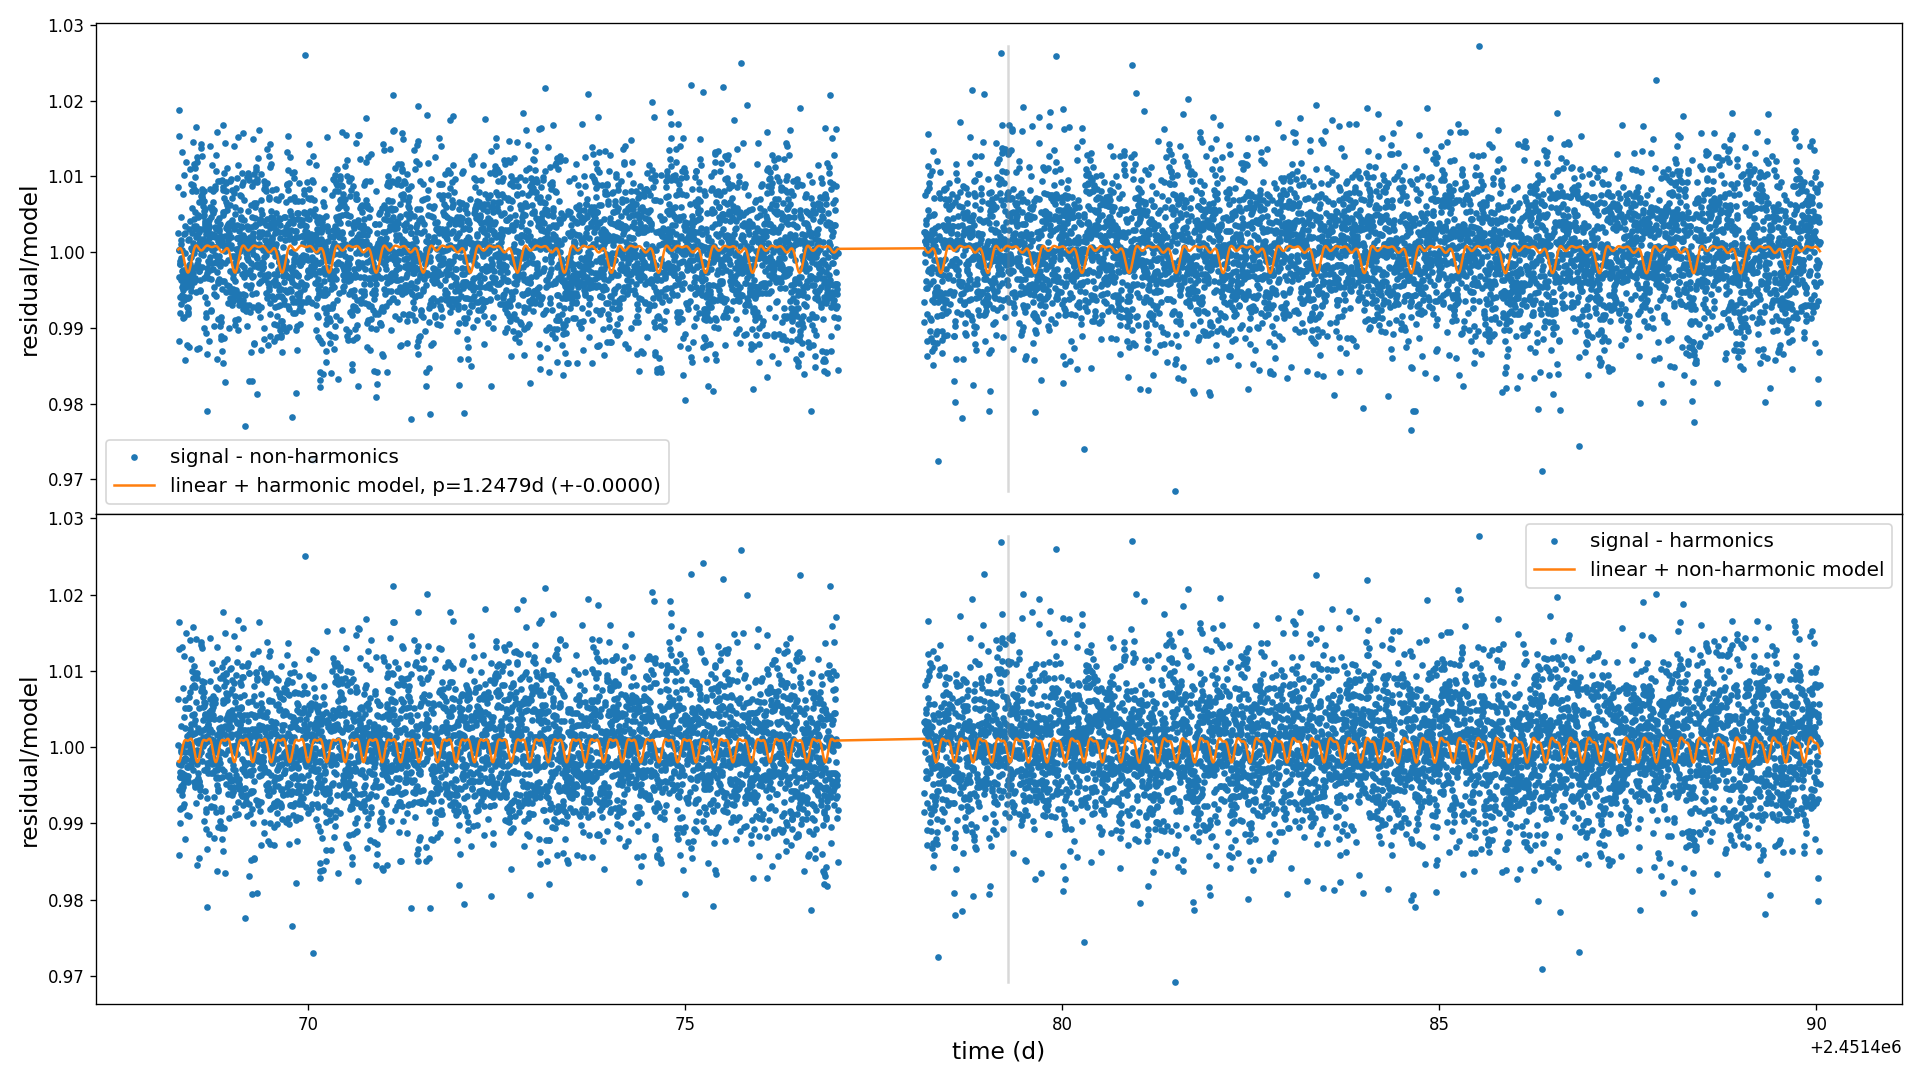 1.03
1.02
1.01
1.00
0.99
0.98
0.97
residual/model
signal - non-harmonics
linear + harmonic model, p=1.2479d (+-0.0000)
1.03
1.02
1.01
1.00
0.99
0.98
0.97
residual/model
signal - harmonics
linear + non-harmonic model
70 75 80 85 90
time (d)
+2.4514e6